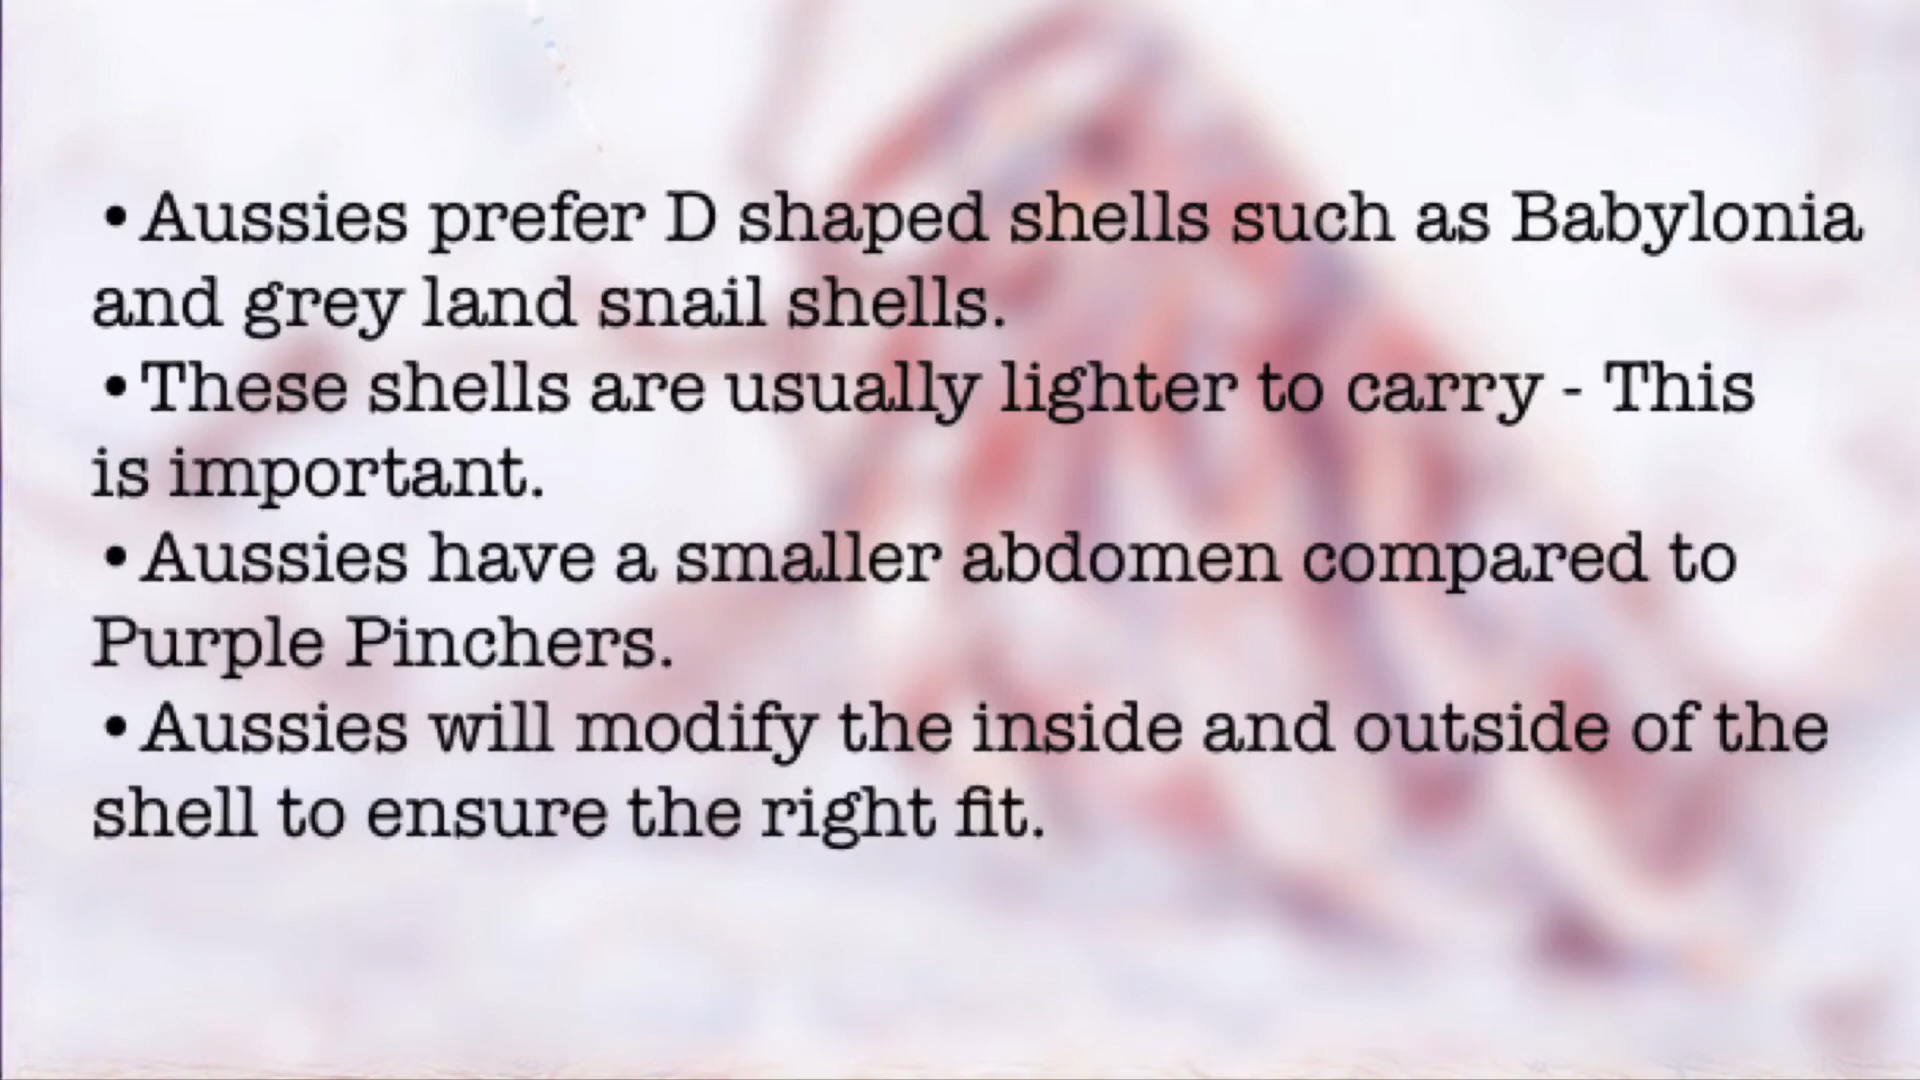 •Aussies prefer D shaped shells such as Babylonia
and grey land snail shells.
•These shells are usually lighter to carry - This
is important.
•Aussies have a smaller abdomen compared to
Purple Pinchers.
•Aussies will modify the inside and outside of the
shell to ensure the right fit.